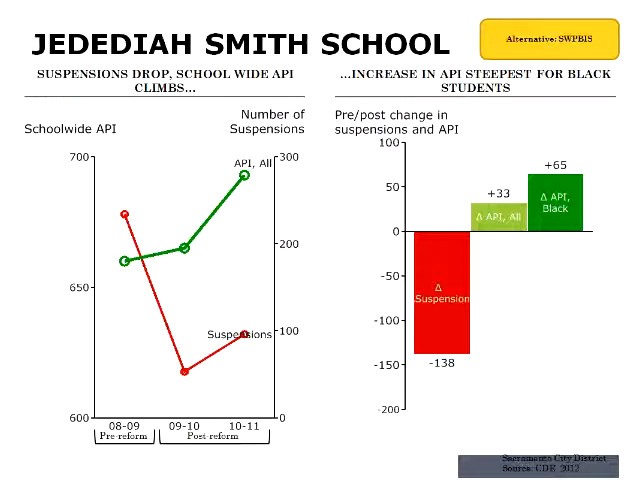 JEDEDIAH SMITH SCHOOL
Alternative: SWPBIS
SUSPENSIONS DROP, SCHOOL WIDE API
CLIMBS...
...INCREASE IN API STEEPEST FOR BLACK
STUDENTS
Schoolwide API
Number of
Suspensions
700
300
API, All
200
650
Suspensions
100
600
0
08-09
09-10
10-11
Pre-reform
Post-reform
Pre/post change in
suspensions and API
100
50
0
-50
-100
-150
-200
+33
+65
Δ API, All
Δ API,
Black
Δ
Suspension
-138
Sacramento City District
Source: CDE 2012